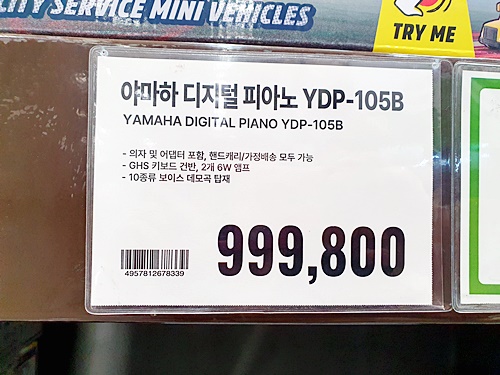 CITY SERVICE MINI VEHICLES
TRY ME
야마하 디지털 피아노 YDP-105B
YAMAHA DIGITAL PIANO YDP-105B
- 의자 및 어댑터 포함, 핸드캐리/가정배송 모두 가능
- GHS 키보드 건반, 2개 6W 앰프
- 10종류 보이스 데모곡 탑재
4957812678339
999,800